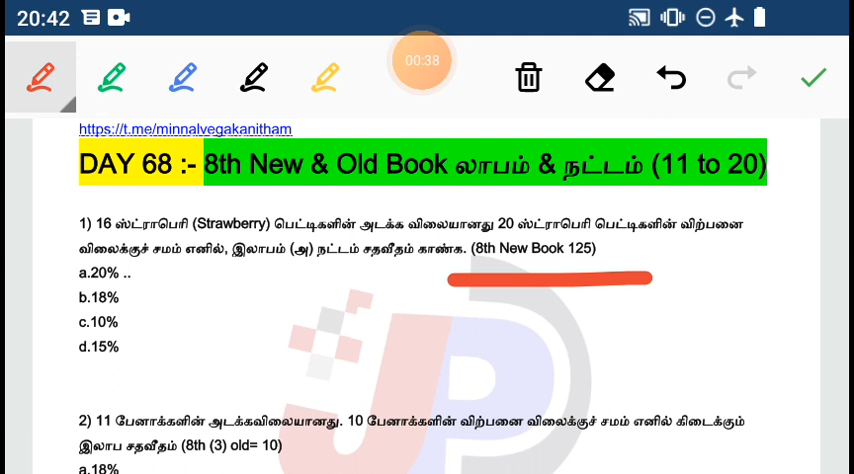 20:42
00:38
https://t.me/minnalvegakanitham
DAY 68 :- 8th New & Old Book லாபம் & நட்டம் (11 to 20)
1) 16 ஸ்ட்ராபெரி (Strawberry) பெட்டிகளின் அடக்க விலையானது 20 ஸ்ட்ராபெரி பெட்டிகளின் விற்பனை
விலைக்குச் சமம் எனில், இலாபம் (அ) நட்டம் சதவீதம் காண்க. (8th New Book 125)
a.20% ..
b.18%
c.10%
d.15%
2) 11 பேனாக்களின் அடக்கவிலையானது. 10 பேனாக்களின் விற்பனை விலைக்குச் சமம் எனில் கிடைக்கும்
இலாப சதவீதம் (8th (3) old= 10)
a.18%
JP